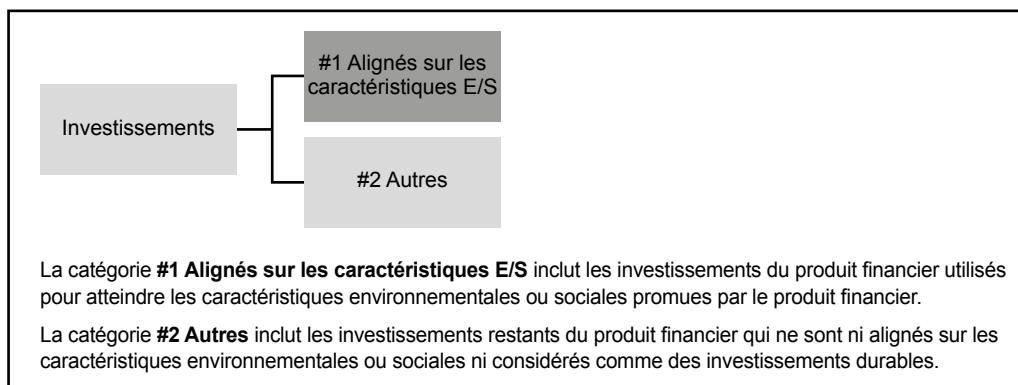 #1 Alignés sur les
caractéristiques E/S
Investissements
#2 Autres
La catégorie #1 Alignés sur les caractéristiques E/S inclut les investissements du produit financier utilisés
pour atteindre les caractéristiques environnementales ou sociales promues par le produit financier.
La catégorie #2 Autres inclut les investissements restants du produit financier qui ne sont ni alignés sur les
caractéristiques environnementales ou sociales ni considérés comme des investissements durables.